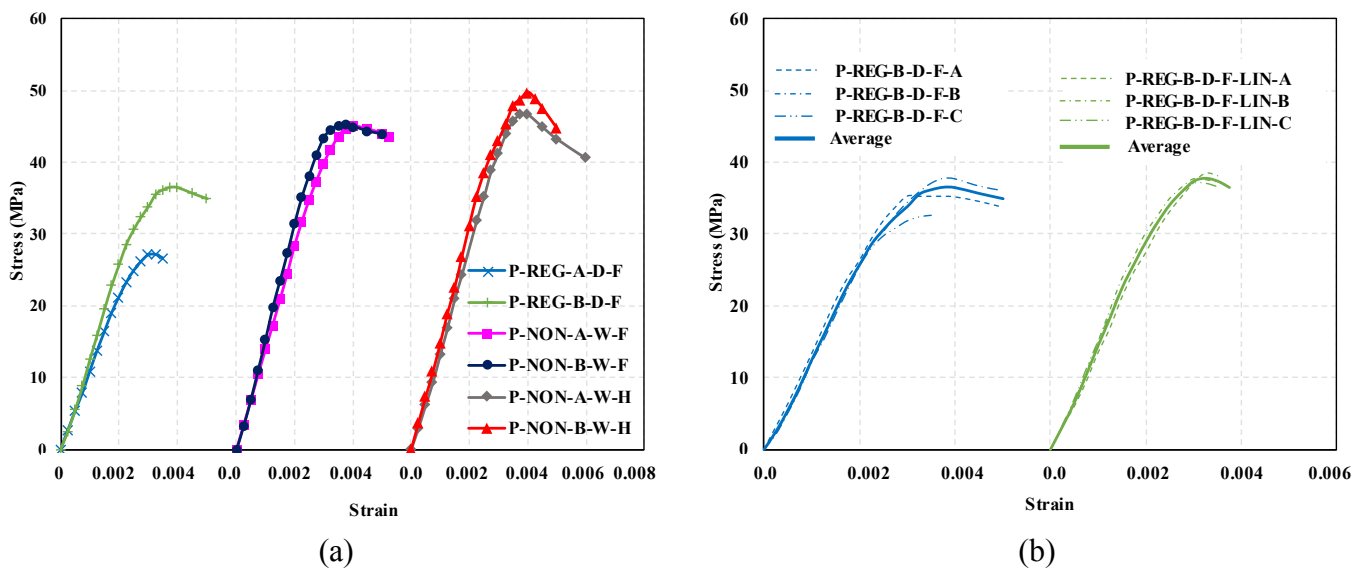 60
50
40
30
20
10
0
Stress (MPa)
P-REG-A-D-F
P-REG-B-D-F
P-NON-A-W-F
P-NON-B-W-F
P-NON-A-W-H
P-NON-B-W-H
0 0.002 0.004 0.0 0.002 0.004 0.0 0.002 0.004 0.006 0.008
Strain
(a)
60
50
40
30
20
10
0
Stress (MPa)
P-REG-B-D-F-A
P-REG-B-D-F-B
P-REG-B-D-F-C
Average
P-REG-B-D-F-LIN-A
P-REG-B-D-F-LIN-B
P-REG-B-D-F-LIN-C
Average
0.0 0.002 0.004 0.0 0.002 0.004 0.006
Strain
(b)